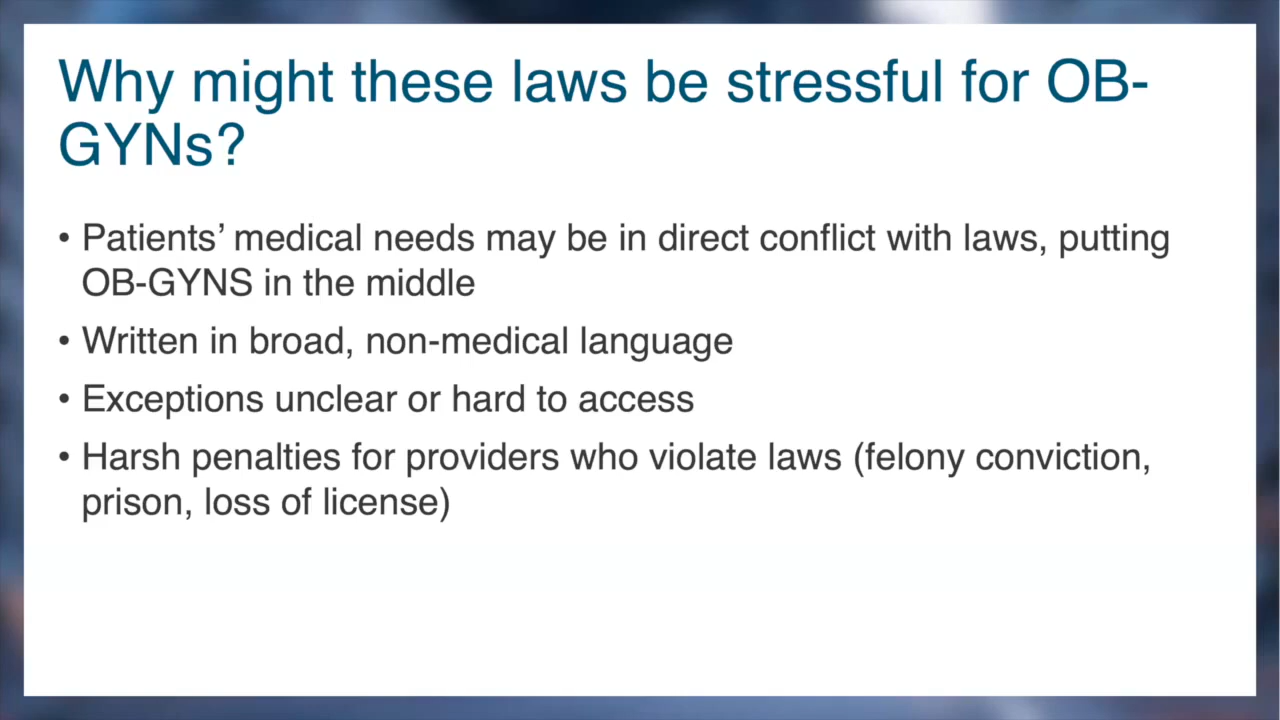 Why might these laws be stressful for OB-
GYNs?
• Patients’ medical needs may be in direct conflict with laws, putting
OB-GYNS in the middle
• Written in broad, non-medical language
• Exceptions unclear or hard to access
• Harsh penalties for providers who violate laws (felony conviction,
prison, loss of license)